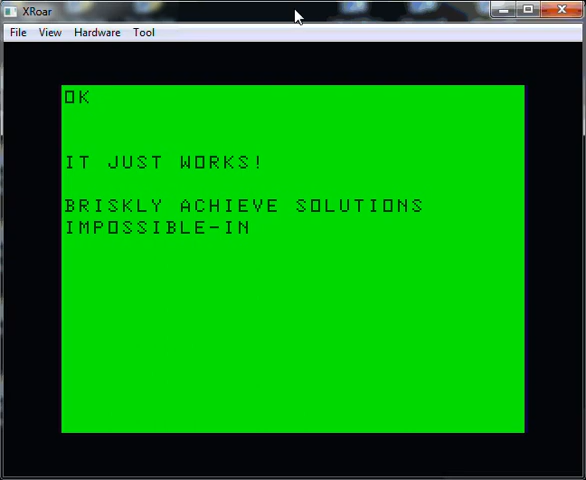 XRoar
File View Hardware Tool
OK
IT JUST WORKS!
BRISKLY ACHIEVE SOLUTIONS
IMPOSSIBLE-IN